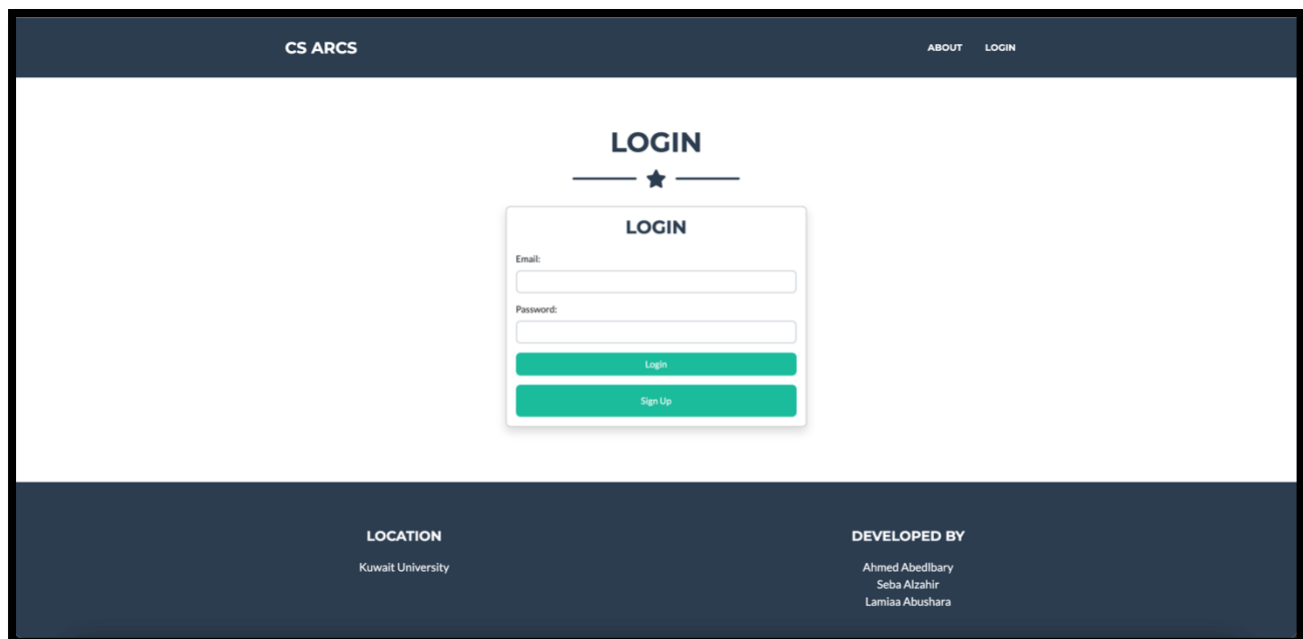 CS ARCS
ABOUT LOGIN
LOGIN
LOGIN
Email:
Password:
Login
Sign Up
LOCATION
Kuwait University
DEVELOPED BY
Ahmed Abedlbary
Seba Alzahir
Lamiaa Abushara